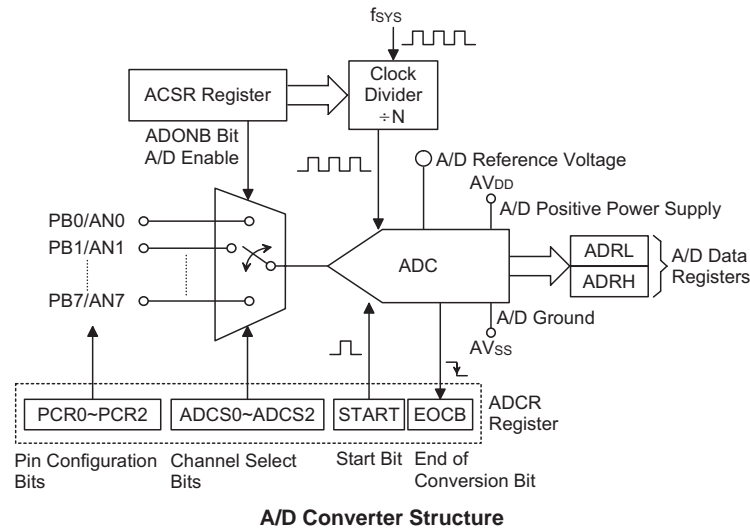 fSYS
Clock
Divider
÷N
ACSR Register
ADONB Bit
A/D Enable
A/D Reference Voltage
AVDD
A/D Positive Power Supply
PB0/AN0
PB1/AN1
PB7/AN7
ADC
ADRL
ADRH
A/D Data
Registers
A/D Ground
AVSS
PCR0~PCR2
ADCS0~ADCS2
START
EOCB
ADCR
Register
Pin Configuration
Bits
Channel Select
Bits
Start Bit
End of
Conversion Bit
A/D Converter Structure